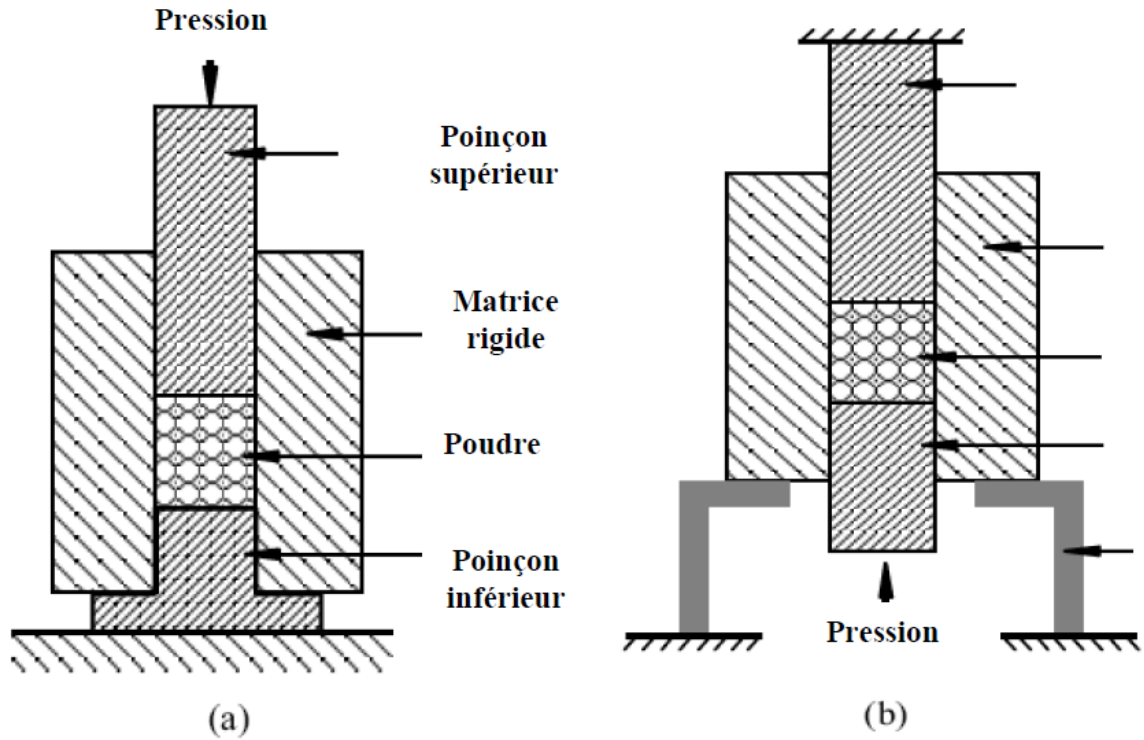 Pression
Poinçon
supérieur
Matrice
rigide
Poudre
Poinçon
inférieur
(a)
Pression
(b)